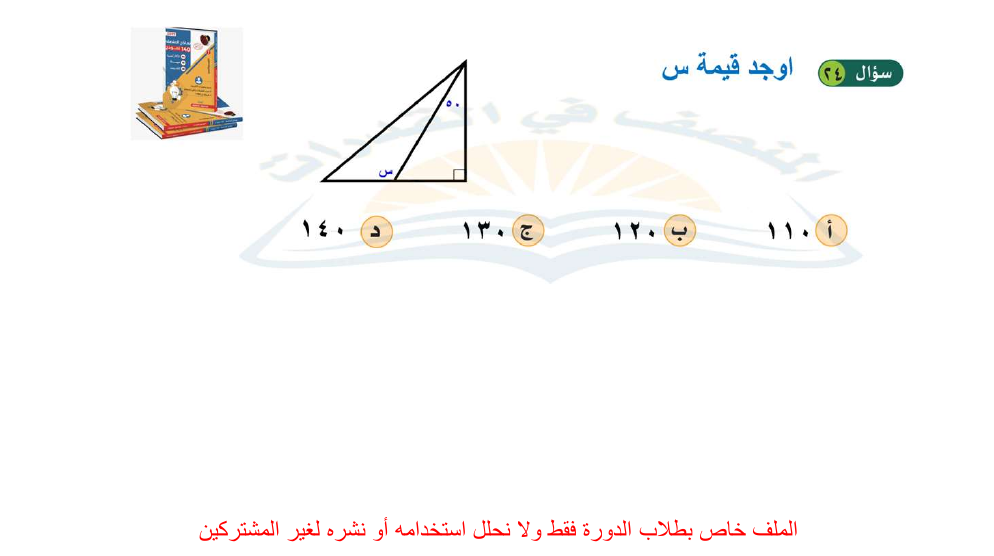 سؤال ٢٤ اوجد قيمة س
٥٠
س
أ ١١٠ ب ١٢٠ ج ١٣٠ د ١٤٠
الملف خاص بطلاب الدورة فقط ولا نحلل استخدامه أو نشره لغير المشتركين